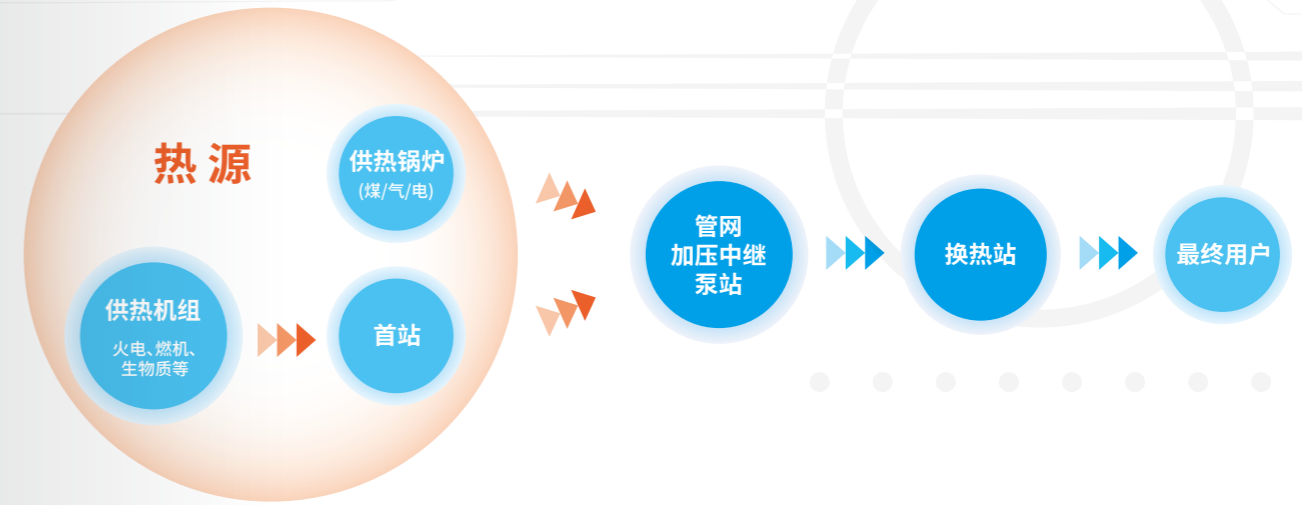 热源
供热锅炉
(煤/气/电)
供热机组
火电、燃机、
生物质等
首站
管网
加压中继
泵站
换热站
最终用户